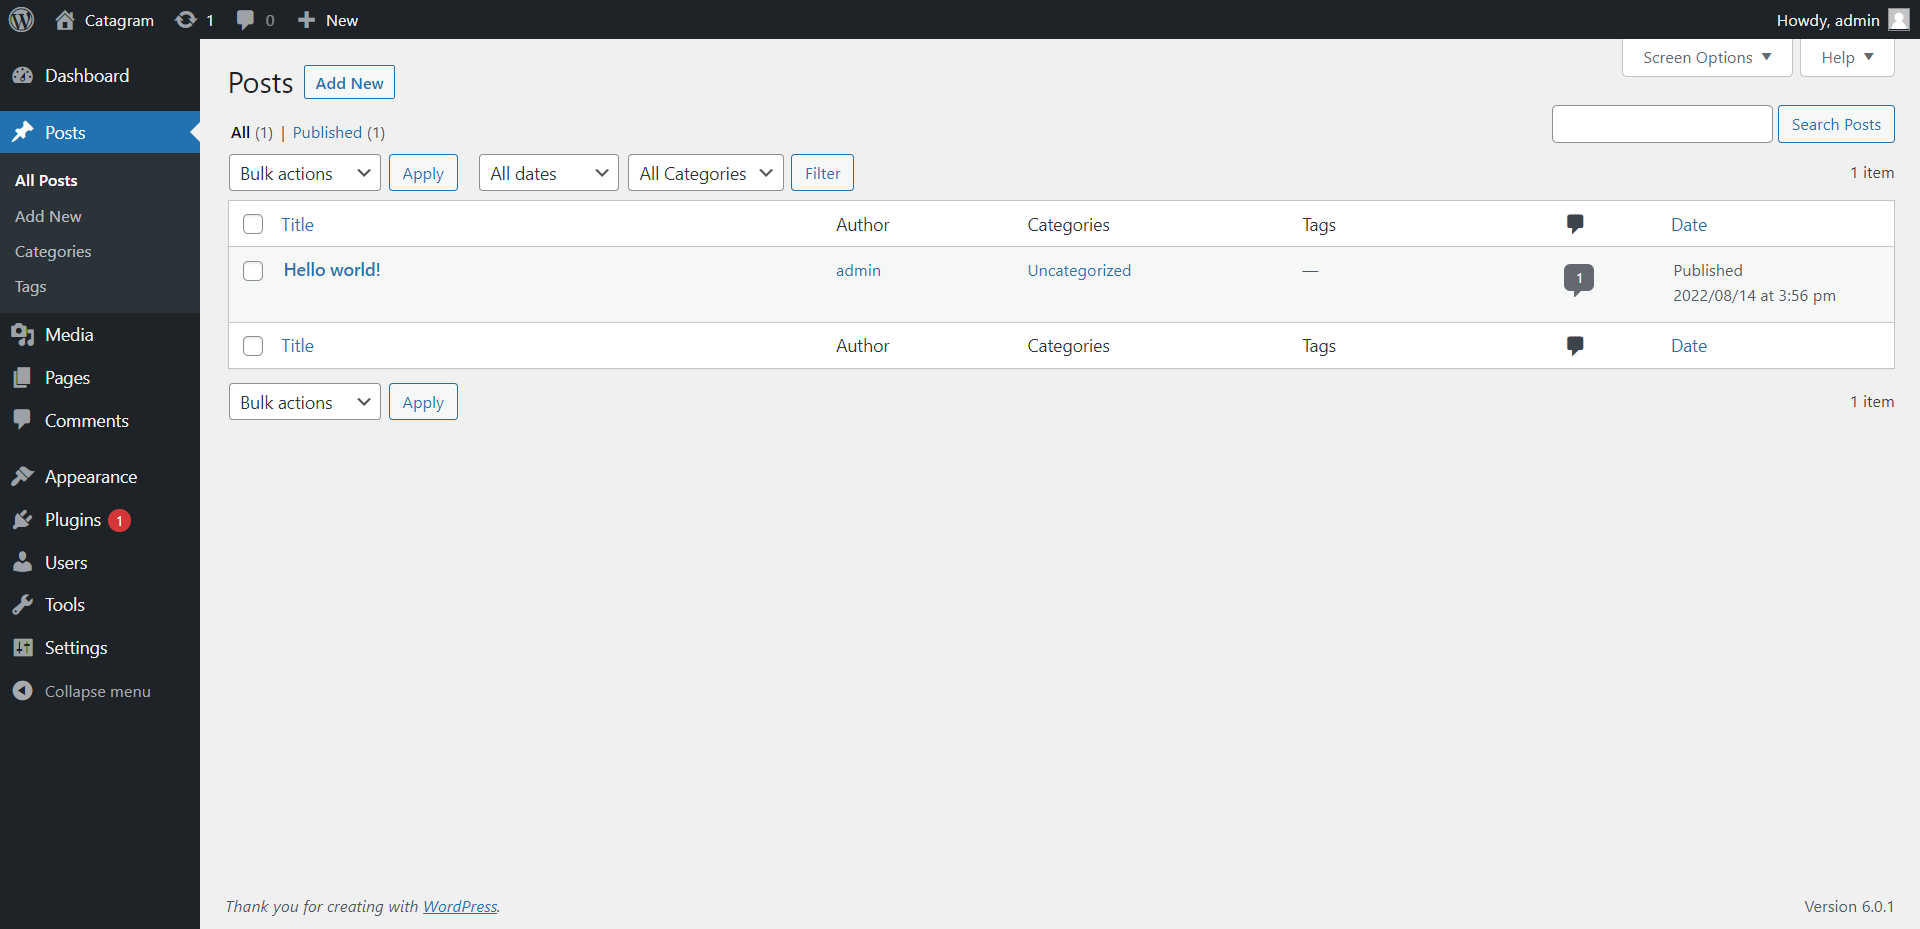 Catagram 1 0 New Howdy, admin
Screen Options Help
Dashboard
Posts
All Posts
Add New
Categories
Tags
Media
Pages
Comments
Appearance
Plugins 1
Users
Tools
Settings
Collapse menu
Posts Add New
All (1) | Published (1)
Search Posts
Bulk actions Apply All dates All Categories Filter 1 item
Title Author Categories Tags Date
Hello world! admin Uncategorized — 1 Published
2022/08/14 at 3:56 pm
Title Author Categories Tags Date
Bulk actions Apply 1 item
Thank you for creating with WordPress. Version 6.0.1